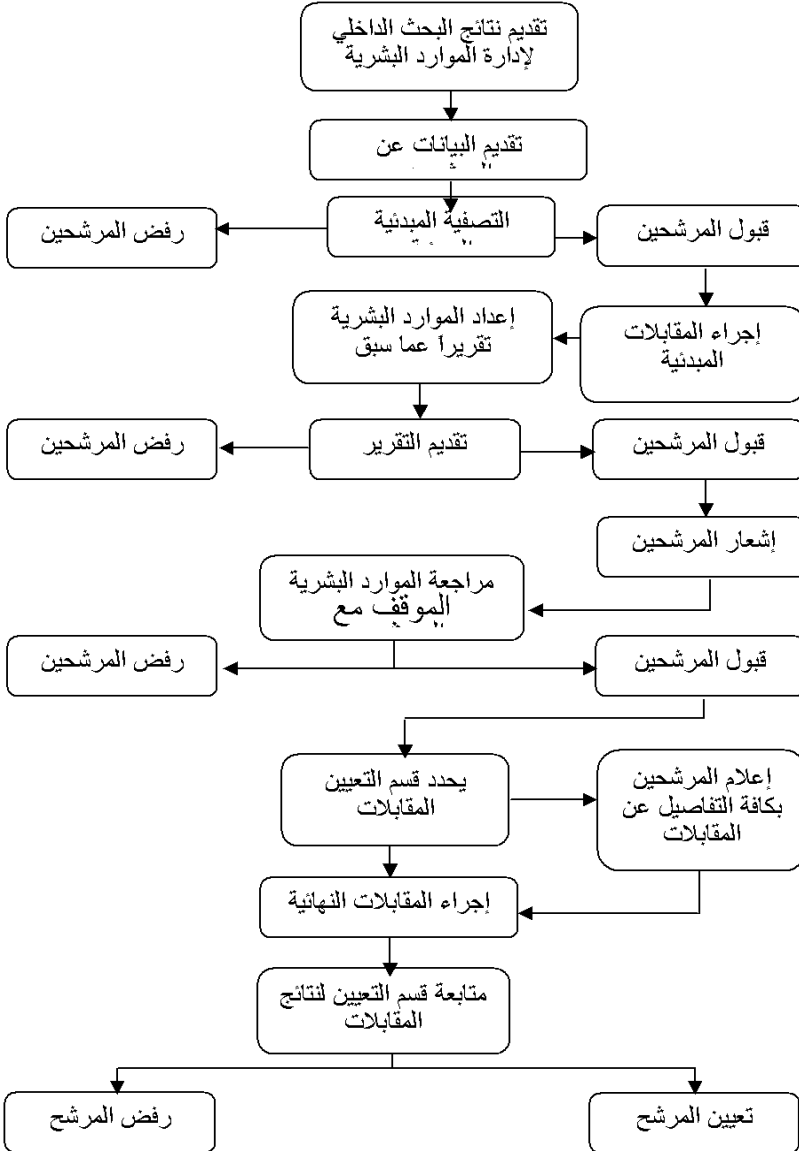 تقديم نتائج البحث الداخلي
لإدارة الموارد البشرية
تقديم البيانات عن
التصفية المبدئية
قبول المرشحين
رفض المرشحين
إجراء المقابلات
المبدئية
إعداد الموارد البشرية
تقريراً عما سبق
تقديم التقرير
قبول المرشحين
رفض المرشحين
إشعار المرشحين
مراجعة الموارد البشرية
الموقف مع
قبول المرشحين
رفض المرشحين
يحدد قسم التعيين
المقابلات
إعلام المرشحين
بكافة التفاصيل عن
المقابلات
إجراء المقابلات النهائية
متابعة قسم التعيين لنتائج
المقابلات
تعيين المرشح
رفض المرشح